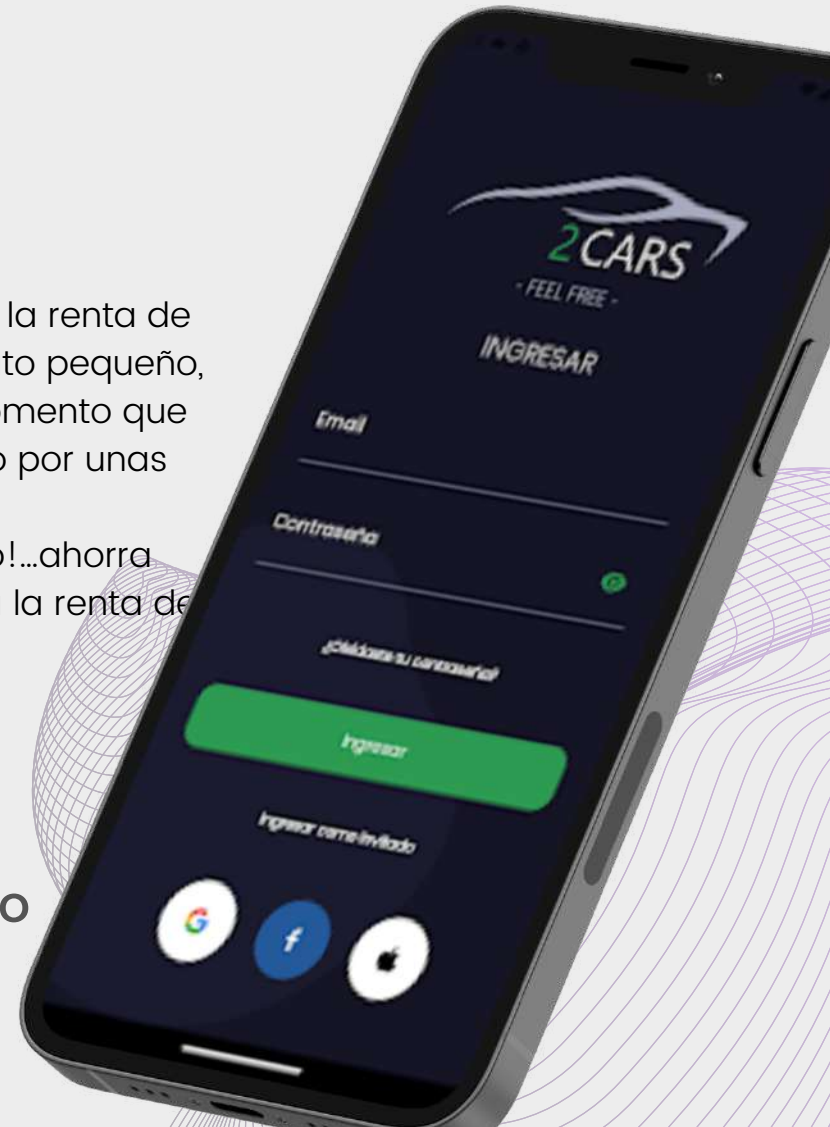 la renta de
to pequeño,
mento que
o por unas
o!...ahorra
la renta de
o
2CARS
- FEEL FREE -
INGRESAR
Email
Contraseña
¿Olvidaste tu contraseña?
Ingresar
Ingresar como invitado
G
f